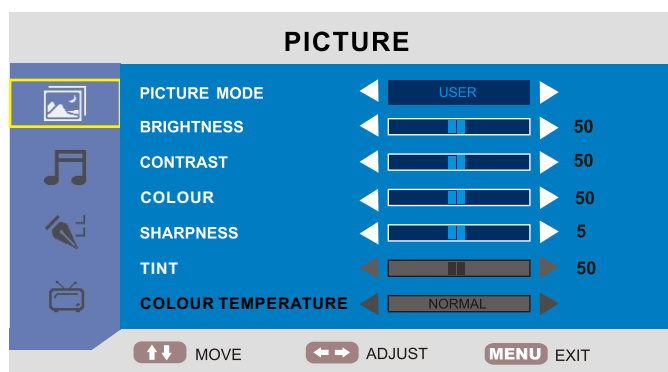 PICTURE
PICTURE MODE USER
BRIGHTNESS 50
CONTRAST 50
COLOUR 50
SHARPNESS 5
TINT 50
COLOUR TEMPERATURE NORMAL
MOVE ADJUST MENU EXIT